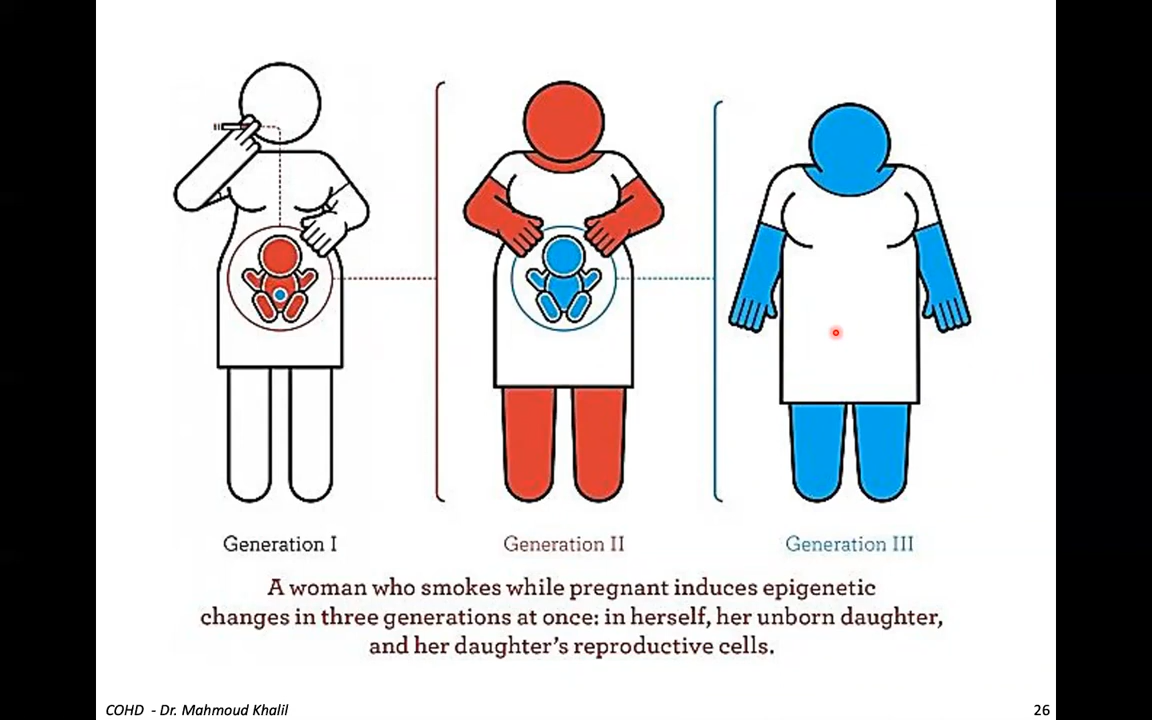 Generation I
Generation II
Generation III
A woman who smokes while pregnant induces epigenetic
changes in three generations at once: in herself, her unborn daughter,
and her daughter's reproductive cells.
COHD - Dr. Mahmoud Khalil
26